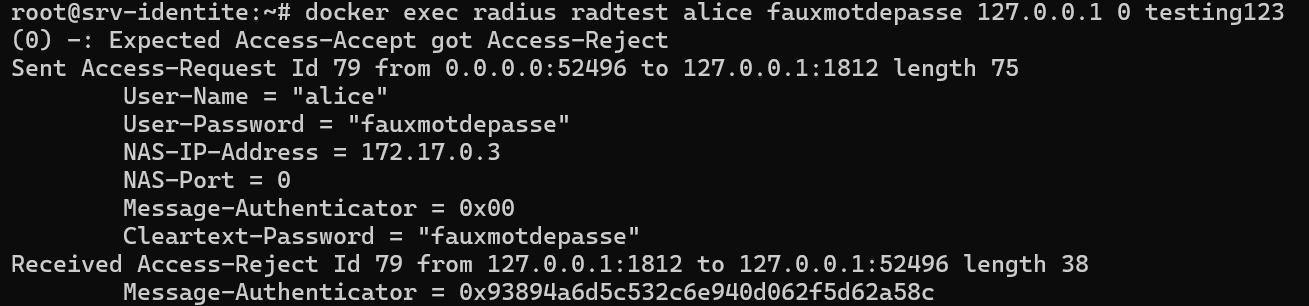 root@srv-identite:~# docker exec radius radtest alice fauxmotdepasse 127.0.0.1 0 testing123
(0) -: Expected Access-Accept got Access-Reject
Sent Access-Request Id 79 from 0.0.0.0:52496 to 127.0.0.1:1812 length 75
        User-Name = "alice"
        User-Password = "fauxmotdepasse"
        NAS-IP-Address = 172.17.0.3
        NAS-Port = 0
        Message-Authenticator = 0x00
        Cleartext-Password = "fauxmotdepasse"
Received Access-Reject Id 79 from 127.0.0.1:1812 to 127.0.0.1:52496 length 38
        Message-Authenticator = 0x93894a6d5c532c6e940d062f5d62a58c